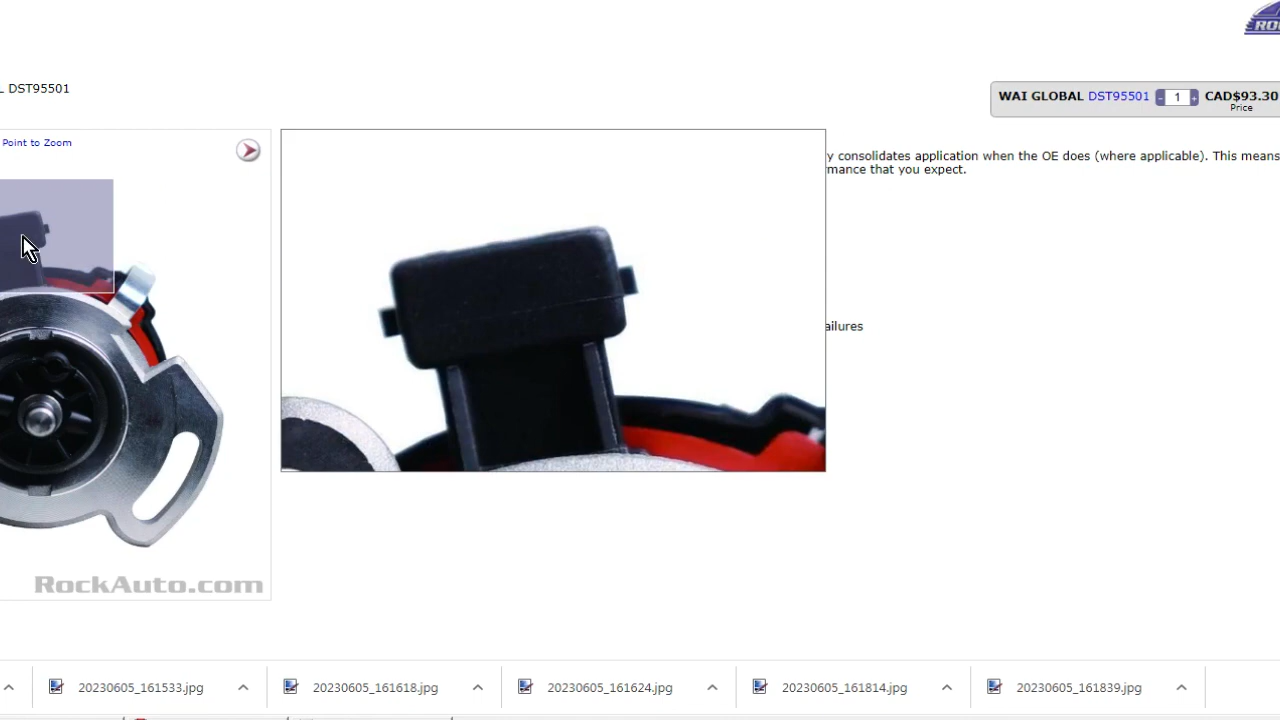 ROC
L DST95501
WAI GLOBAL DST95501 - 1 + CAD$93.30
Price
Point to Zoom
y consolidates application when the OE does (where applicable). This means
mance that you expect.
ailures
RockAuto.com
20230605_161533.jpg
20230605_161618.jpg
20230605_161624.jpg
20230605_161814.jpg
20230605_161839.jpg